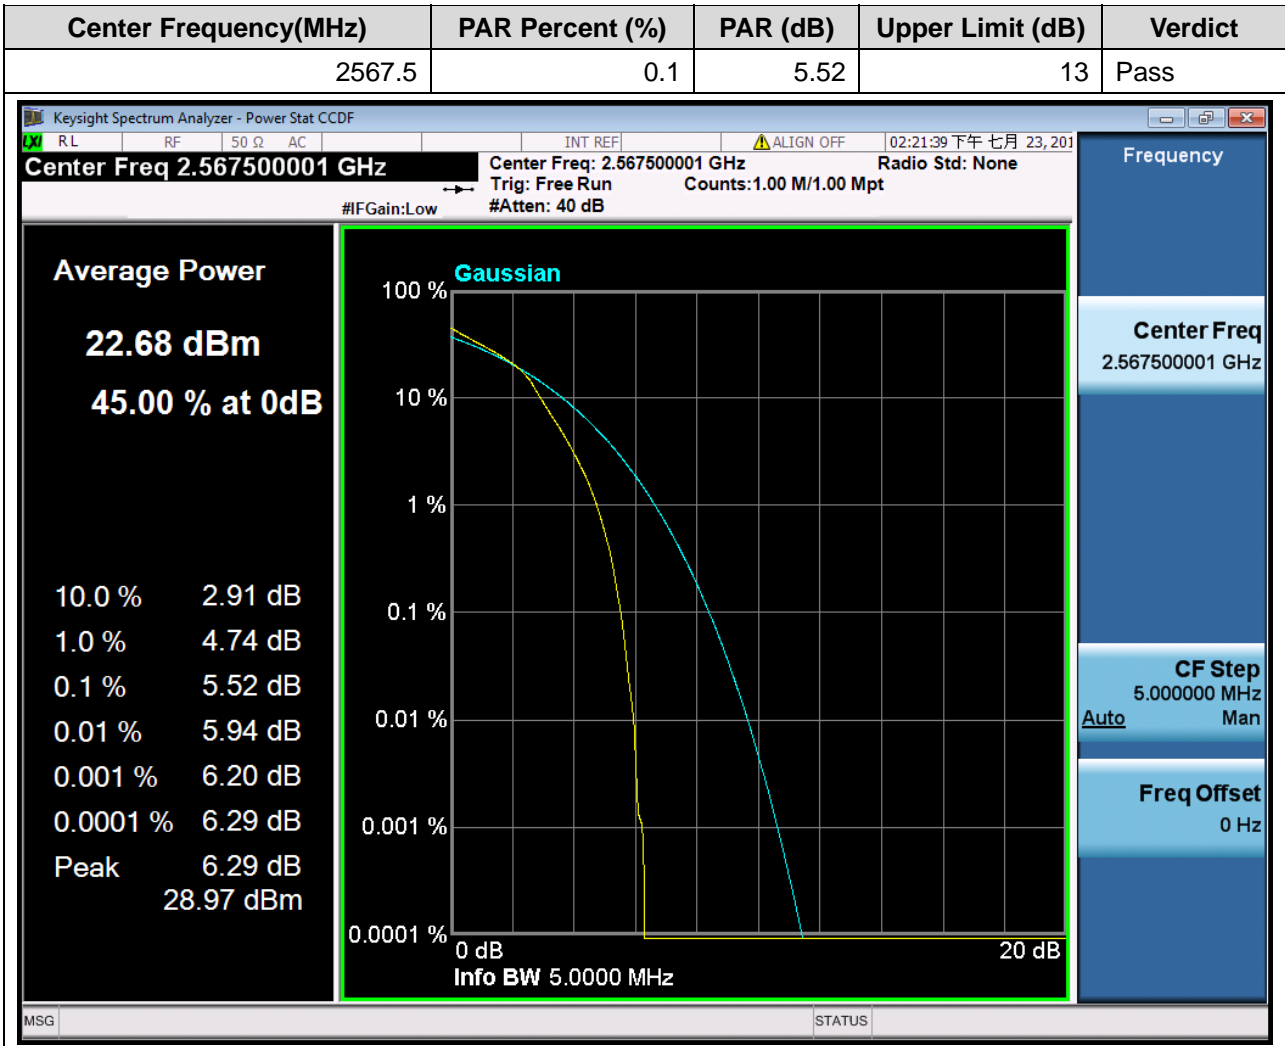 Center Frequency(MHz) PAR Percent (%) PAR (dB) Upper Limit (dB) Verdict
2567.5 0.1 5.52 13 Pass
Keysight Spectrum Analyzer - Power Stat CCDF
LXI RL RF 50 Ω AC INT REF ALIGN OFF 02:21:39 下午 七月 23, 201
Center Freq 2.567500001 GHz
Center Freq: 2.567500001 GHz Radio Std: None
Trig: Free Run Counts:1.00 M/1.00 Mpt
#IFGain:Low #Atten: 40 dB
Average Power
22.68 dBm
45.00 % at 0dB
10.0 % 2.91 dB
1.0 % 4.74 dB
0.1 % 5.52 dB
0.01 % 5.94 dB
0.001 % 6.20 dB
0.0001 % 6.29 dB
Peak 6.29 dB
28.97 dBm
Gaussian
100 %
10 %
1 %
0.1 %
0.01 %
0.001 %
0.0001 %
0 dB 20 dB
Info BW 5.0000 MHz
Frequency
Center Freq
2.567500001 GHz
CF Step
5.000000 MHz
Auto Man
Freq Offset
0 Hz
MSG STATUS